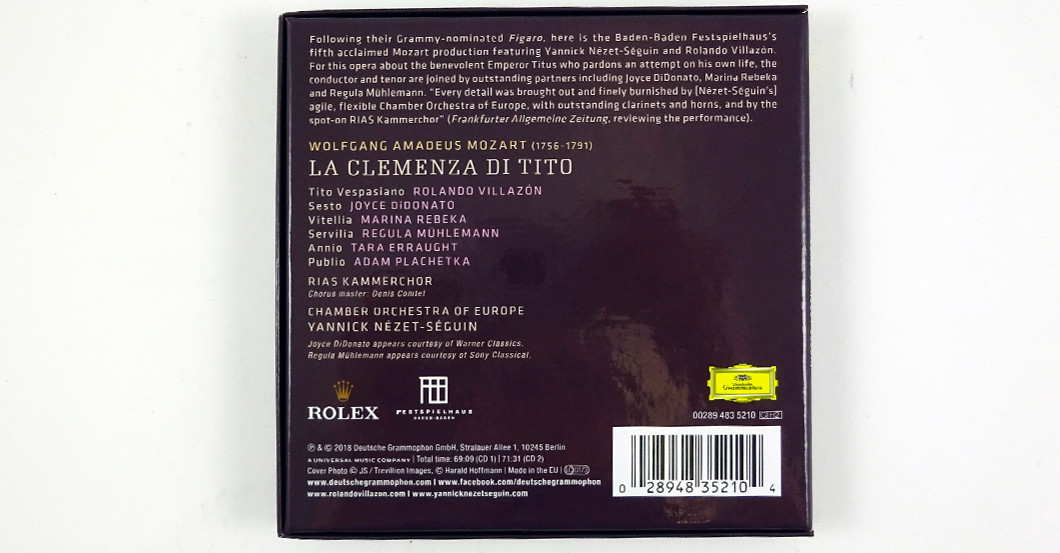 Following their Grammy-nominated Figaro, here is the Baden-Baden Festspielhaus's
fifth acclaimed Mozart production featuring Yannick Nézet-Séguin and Rolando Villazón.
For this opera about the benevolent Emperor Titus who pardons an attempt on his own life, the
conductor and tenor are joined by outstanding partners including Joyce DiDonato, Marina Rebeka
and Regula Mühlemann. "Every detail was brought out and finely burnished by [Nézet-Séguin's]
agile, flexible Chamber Orchestra of Europe, with outstanding clarinets and horns, and by the
spot-on RIAS Kammerchor" (Frankfurter Allgemeine Zeitung, reviewing the performance).
WOLFGANG AMADEUS MOZART (1756–1791)
LA CLEMENZA DI TITO
Tito Vespasiano ROLANDO VILLAZÓN
Sesto JOYCE DiDONATO
Vitellia MARINA REBEKA
Servilia REGULA MÜHLEMANN
Annio TARA ERRAUGHT
Publio ADAM PLACHETKA
RIAS KAMMERCHOR
Chorus master: Denis Comtet
CHAMBER ORCHESTRA OF EUROPE
YANNICK NÉZET-SÉGUIN
Joyce DiDonato appears courtesy of Warner Classics.
Regula Mühlemann appears courtesy of Sony Classical.
ROLEX
FESTSPIELHAUS
BADEN-BADEN
Deutsche
Grammophon
00289 483 5210 GH2
℗ & © 2018 Deutsche Grammophon GmbH, Stralauer Allee 1, 10245 Berlin
A UNIVERSAL MUSIC COMPANY | Total time: 69:09 (CD 1) | 71:31 (CD 2)
Cover Photo © JS / Trevillion Images, © Harald Hoffmann | Made in the EU |
www.deutschegrammophon.com | www.facebook.com/deutschegrammophon
www.rolandovillazon.com | www.yannicknezetseguin.com
0 28948 35210 4